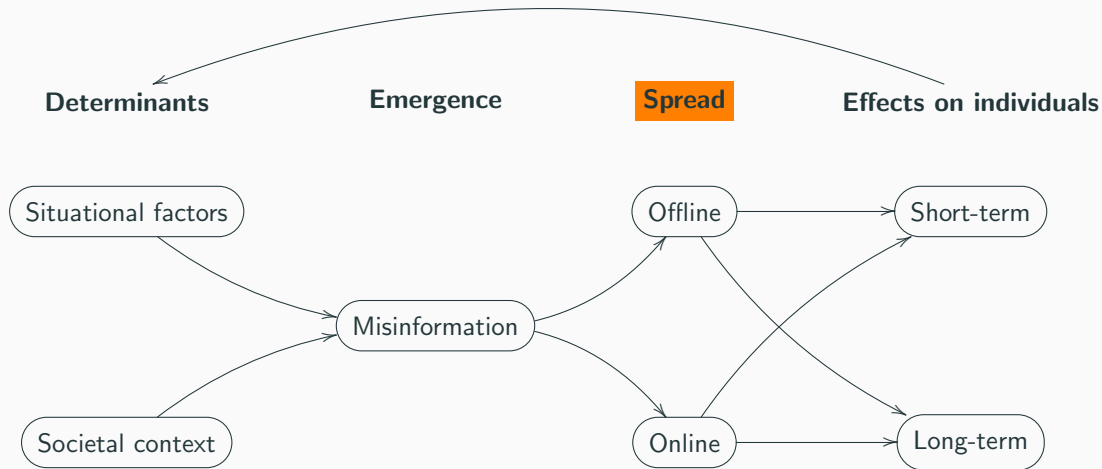 Determinants
Emergence
Spread
Effects on individuals
Situational factors
Offline
Short-term
Misinformation
Societal context
Online
Long-term